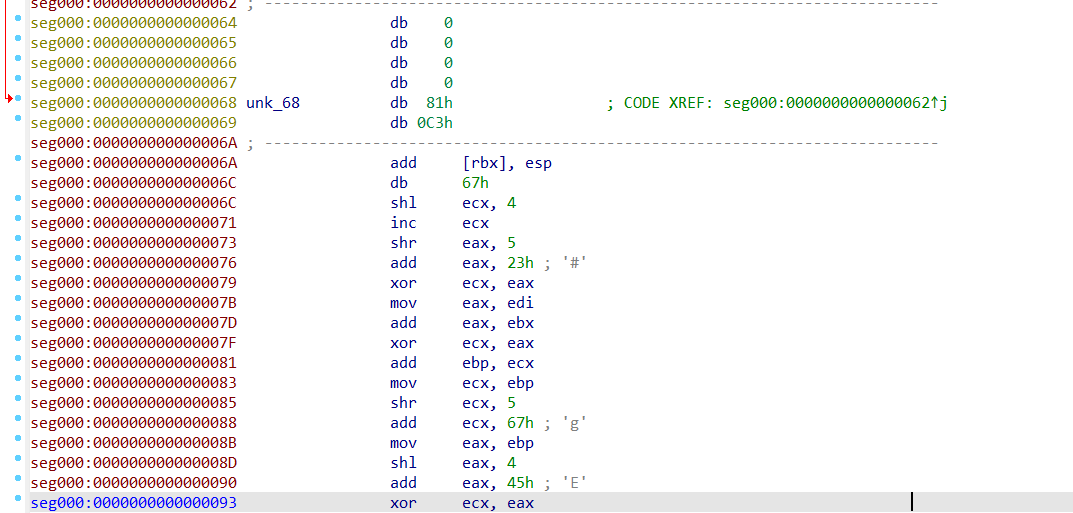 seg000:0000000000000062 ; ---------------------------------------------------------------------------
seg000:0000000000000064 db 0
seg000:0000000000000065 db 0
seg000:0000000000000066 db 0
seg000:0000000000000067 db 0
seg000:0000000000000068 unk_68 db 81h ; CODE XREF: seg000:0000000000000062↑j
seg000:0000000000000069 db 0C3h
seg000:000000000000006A ; ---------------------------------------------------------------------------
seg000:000000000000006A add [rbx], esp
seg000:000000000000006C db 67h
seg000:000000000000006C shl ecx, 4
seg000:0000000000000071 inc ecx
seg000:0000000000000073 shr eax, 5
seg000:0000000000000076 add eax, 23h ; '#'
seg000:0000000000000079 xor ecx, eax
seg000:000000000000007B mov eax, edi
seg000:000000000000007D add eax, ebx
seg000:000000000000007F xor ecx, eax
seg000:0000000000000081 add ebp, ecx
seg000:0000000000000083 mov ecx, ebp
seg000:0000000000000085 shr ecx, 5
seg000:0000000000000088 add ecx, 67h ; 'g'
seg000:000000000000008B mov eax, ebp
seg000:000000000000008D shl eax, 4
seg000:0000000000000090 add eax, 45h ; 'E'
seg000:0000000000000093 xor ecx, eax